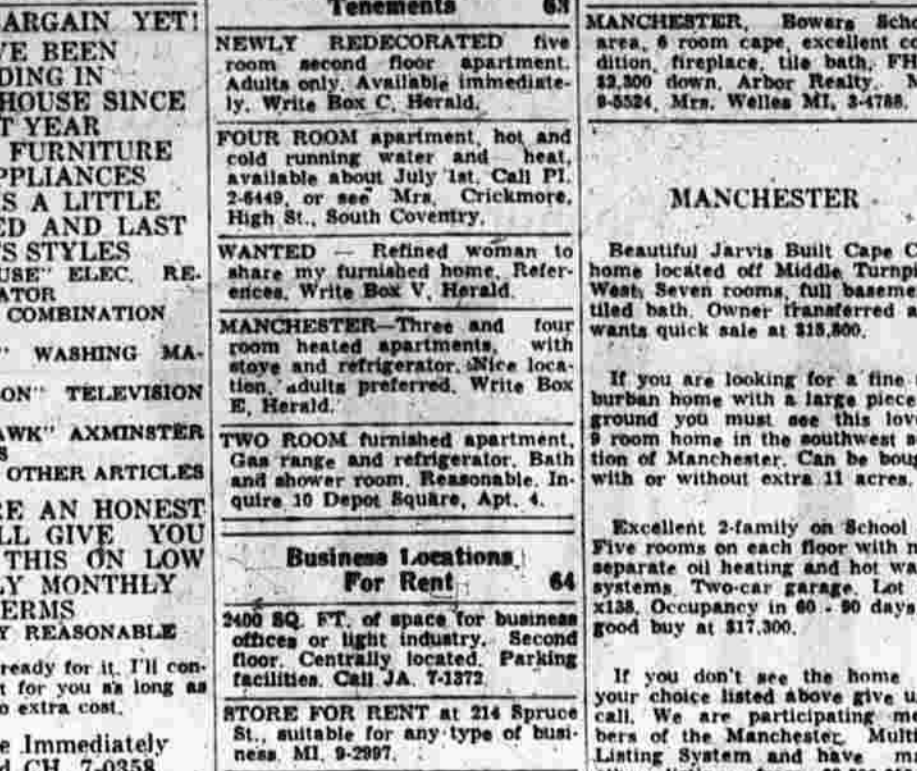 ARGAIN YET!
VE BEEN
DING IN
HOUSE SINCE
T YEAR
FURNITURE
PPLIANCES
S A LITTLE
ED AND LAST
'S STYLES
USE" ELEC. RE-
ATOR
COMBINATION
" WASHING MA-
ON" TELEVISION
AWK" AXMINSTER
S
OTHER ARTICLES
RE AN HONEST
LL GIVE YOU
THIS ON LOW
LY MONTHLY
ERMS
Y REASONABLE
ready for it. I'll con-
t for you as long as
o extra cost.
e Immediately
d CH. 7-0358
Tenements 63
NEWLY REDECORATED five
room second floor apartment.
Adults only. Available immediate-
ly. Write Box C, Herald.
FOUR ROOM apartment, hot and
cold running water and heat,
available about July 1st. Call PI.
2-6449, or see Mrs. Crickmore,
High St., South Coventry.
WANTED — Refined woman to
share my furnished home. Refer-
ences. Write Box V, Herald.
MANCHESTER—Three and four
room heated apartments, with
stove and refrigerator. Nice loca-
tion, adults preferred. Write Box
E, Herald.
TWO ROOM furnished apartment,
Gas range and refrigerator. Bath
and shower room. Reasonable. In-
quire 10 Depot Square, Apt. 4.
Business Locations
For Rent 64
2400 SQ. FT. of space for business
offices or light industry. Second
floor. Centrally located. Parking
facilities. Call JA. 7-1372
STORE FOR RENT at 214 Spruce
St., suitable for any type of busi-
ness. MI. 9-2997.
MANCHESTER, Bowers Scho
area, 6 room cape, excellent co
dition, fireplace, tile bath. FH
$2,300 down. Arbor Realty. M
9-5524, Mrs. Welles MI. 3-4788.
MANCHESTER
Beautiful Jarvis Built Cape C
home located off Middle Turnpi
West. Seven rooms, full baseme
tiled bath. Owner transferred a
wants quick sale at $15,800.
If you are looking for a fine s
burban home with a large piece
ground you must see this lov
9 room home in the southwest s
tion of Manchester. Can be boug
with or without extra 11 acres.
Excellent 2-family on School
Five rooms on each floor with n
separate oil heating and hot wa
systems. Two-car garage. Lot
x138. Occupancy in 60 - 90 days
good buy at $17,300.
If you don't see the home
your choice listed above give u
call. We are participating me
bers of the Manchester Multi
Listing System and have m